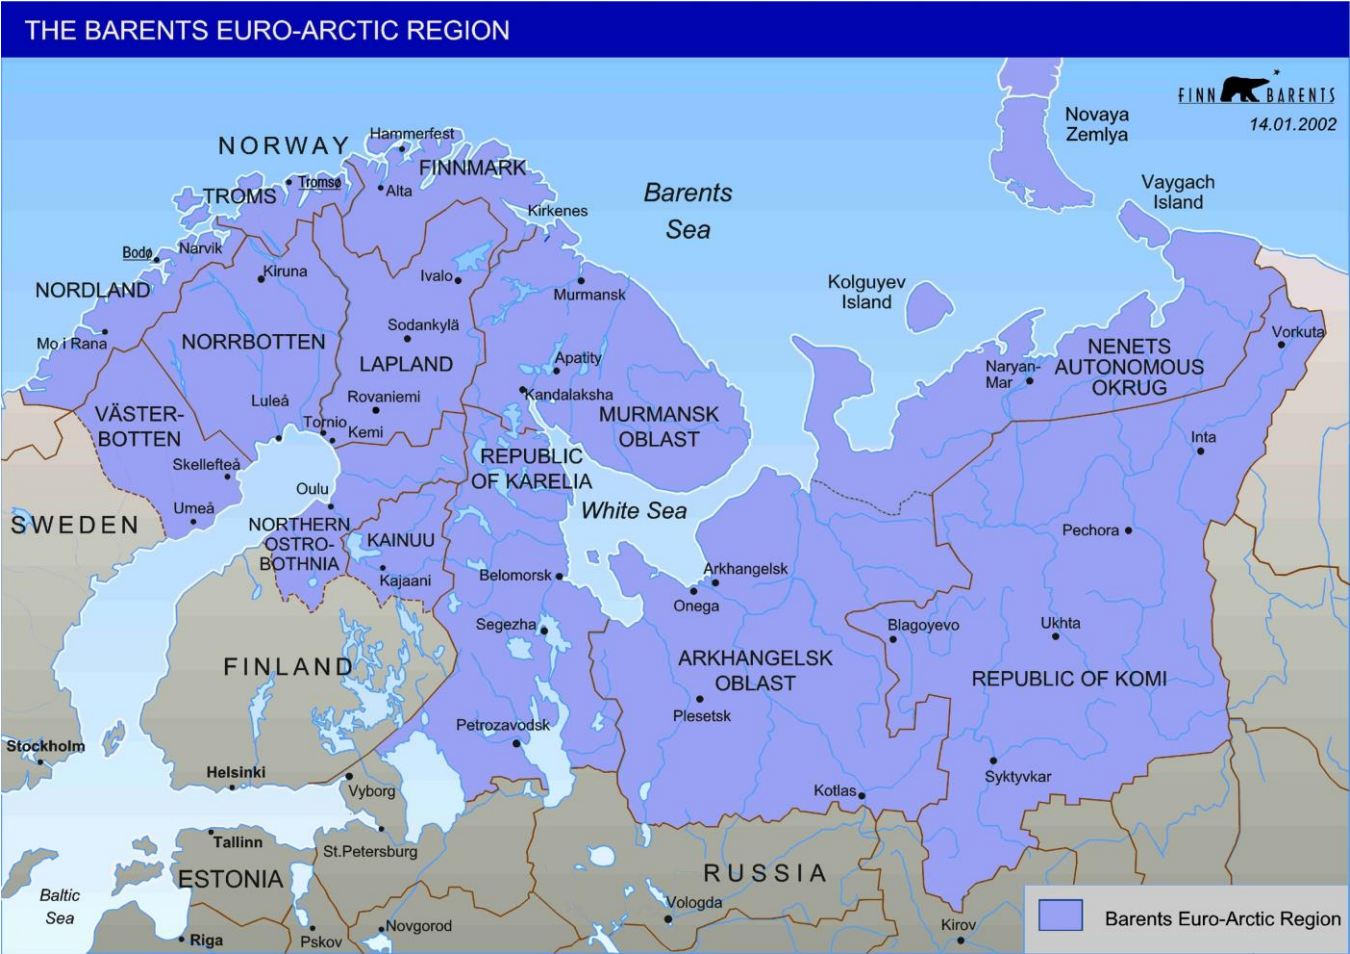 THE BARENTS EURO-ARCTIC REGION
FINN BARENTS
14.01.2002
Novaya
Zemlya
Vaygach
Island
Barents
Sea
Kolguyev
Island
NORWAY
Hammerfest
FINNMARK
TROMS
Tromsø
Alta
Kirkenes
Bodø
Narvik
NORDLAND
Kiruna
Ivalo
Murmansk
Mo i Rana
NORRBOTTEN
Sodankylä
LAPLAND
Apatity
Kandalaksha
Rovaniemi
MURMANSK
OBLAST
Naryan-
Mar
NENETS
AUTONOMOUS
OKRUG
Vorkuta
Inta
VÄSTER-
BOTTEN
Luleå
Tornio
Kemi
Skellefteå
REPUBLIC
OF KARELIA
White Sea
Oulu
Umeå
SWEDEN
NORTHERN
OSTRO-
BOTHNIA
KAINUU
Kajaani
Belomorsk
Arkhangelsk
Onega
Pechora
Segezha
Blagoyevo
Ukhta
FINLAND
ARKHANGELSK
OBLAST
REPUBLIC OF KOMI
Plesetsk
Petrozavodsk
Stockholm
Helsinki
Vyborg
Kotlas
Syktyvkar
Tallinn
St.Petersburg
ESTONIA
RUSSIA
Baltic
Sea
Vologda
Novgorod
Riga
Pskov
Kirov
Barents Euro-Arctic Region